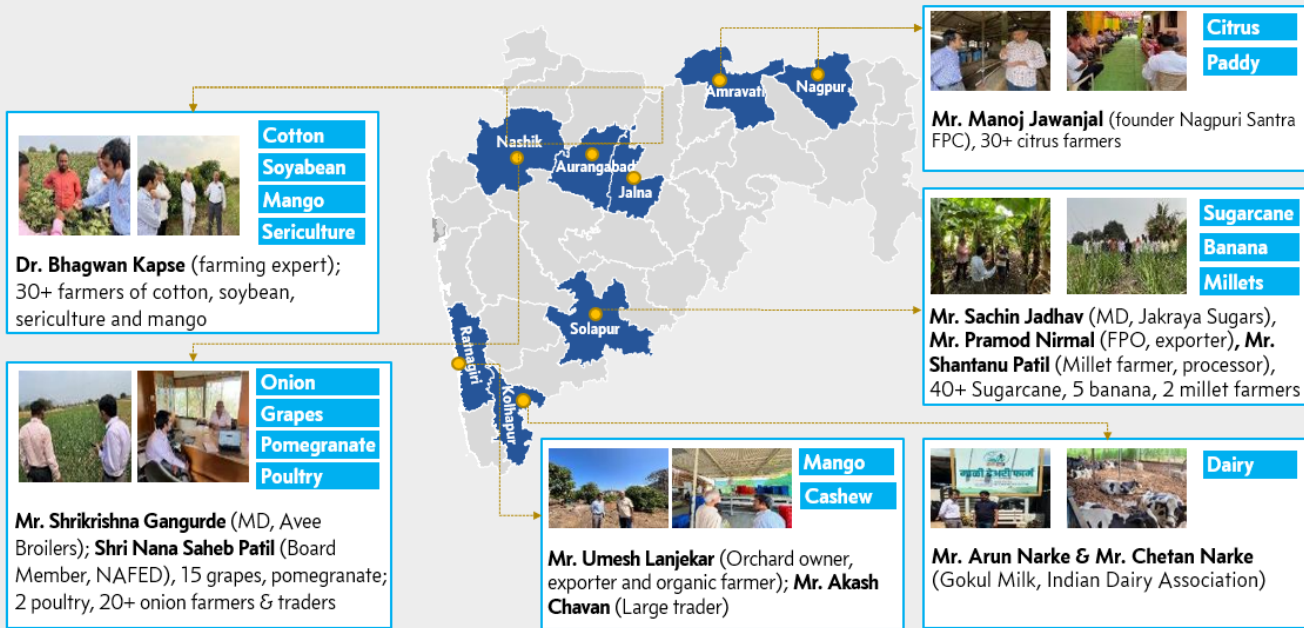 Cotton
Soyabean
Mango
Sericulture
Dr. Bhagwan Kapse (farming expert);
30+ farmers of cotton, soybean,
sericulture and mango
Onion
Grapes
Pomegranate
Poultry
Mr. Shrikrishna Gangurde (MD, Avee
Broilers); Shri Nana Saheb Patil (Board
Member, NAFED), 15 grapes, pomegranate;
2 poultry, 20+ onion farmers & traders
Nashik
Aurangabad
Jalna
Amravati
Nagpur
Solapur
Ratnagiri
Kolhapur
Mango
Cashew
Mr. Umesh Lanjekar (Orchard owner,
exporter and organic farmer); Mr. Akash
Chavan (Large trader)
Citrus
Paddy
Mr. Manoj Jawanjal (founder Nagpuri Santra
FPC), 30+ citrus farmers
Sugarcane
Banana
Millets
Mr. Sachin Jadhav (MD, Jakraya Sugars),
Mr. Pramod Nirmal (FPO, exporter), Mr.
Shantanu Patil (Millet farmer, processor),
40+ Sugarcane, 5 banana, 2 millet farmers
Dairy
Mr. Arun Narke & Mr. Chetan Narke
(Gokul Milk, Indian Dairy Association)